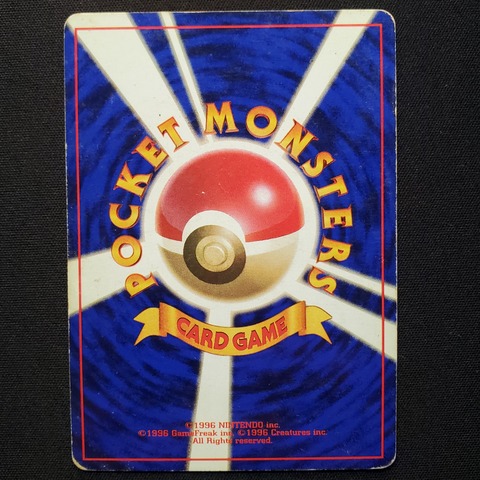 POCKET MONSTERS
CARD GAME
©1996 NINTENDO inc.
©1996 GameFreak inc. ©1996 Creatures inc.
All Rights reserved.